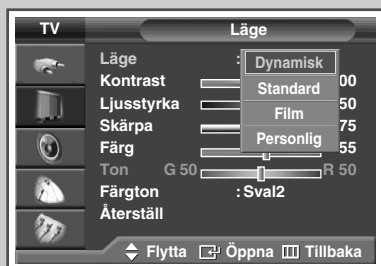 TV Läge
Läge : Dynamisk
Kontrast 00
Standard
Ljusstyrka 50
Film
Skärpa 75
Personlig
Färg 55
Ton G 50 R 50
Färgton : Sval2
Återställ
Flytta Öppna Tillbaka